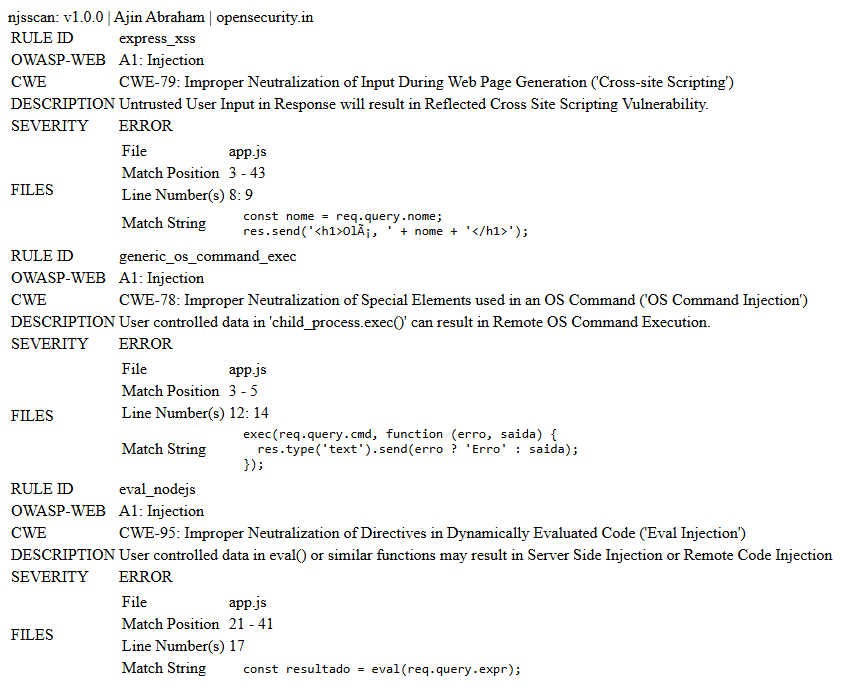 njsscan: v1.0.0 | Ajin Abraham | opensecurity.in
RULE ID express_xss
OWASP-WEB A1: Injection
CWE CWE-79: Improper Neutralization of Input During Web Page Generation ('Cross-site Scripting')
DESCRIPTION Untrusted User Input in Response will result in Reflected Cross Site Scripting Vulnerability.
SEVERITY ERROR
FILES
File app.js
Match Position 3 - 43
Line Number(s) 8: 9
Match String
const nome = req.query.nome;
res.send('<h1>OlÃ¡, ' + nome + '</h1>');
RULE ID generic_os_command_exec
OWASP-WEB A1: Injection
CWE CWE-78: Improper Neutralization of Special Elements used in an OS Command ('OS Command Injection')
DESCRIPTION User controlled data in 'child_process.exec()' can result in Remote OS Command Execution.
SEVERITY ERROR
FILES
File app.js
Match Position 3 - 5
Line Number(s) 12: 14
Match String
exec(req.query.cmd, function (erro, saida) {
  res.type('text').send(erro ? 'Erro' : saida);
});
RULE ID eval_nodejs
OWASP-WEB A1: Injection
CWE CWE-95: Improper Neutralization of Directives in Dynamically Evaluated Code ('Eval Injection')
DESCRIPTION User controlled data in eval() or similar functions may result in Server Side Injection or Remote Code Injection
SEVERITY ERROR
FILES
File app.js
Match Position 21 - 41
Line Number(s) 17
Match String const resultado = eval(req.query.expr);